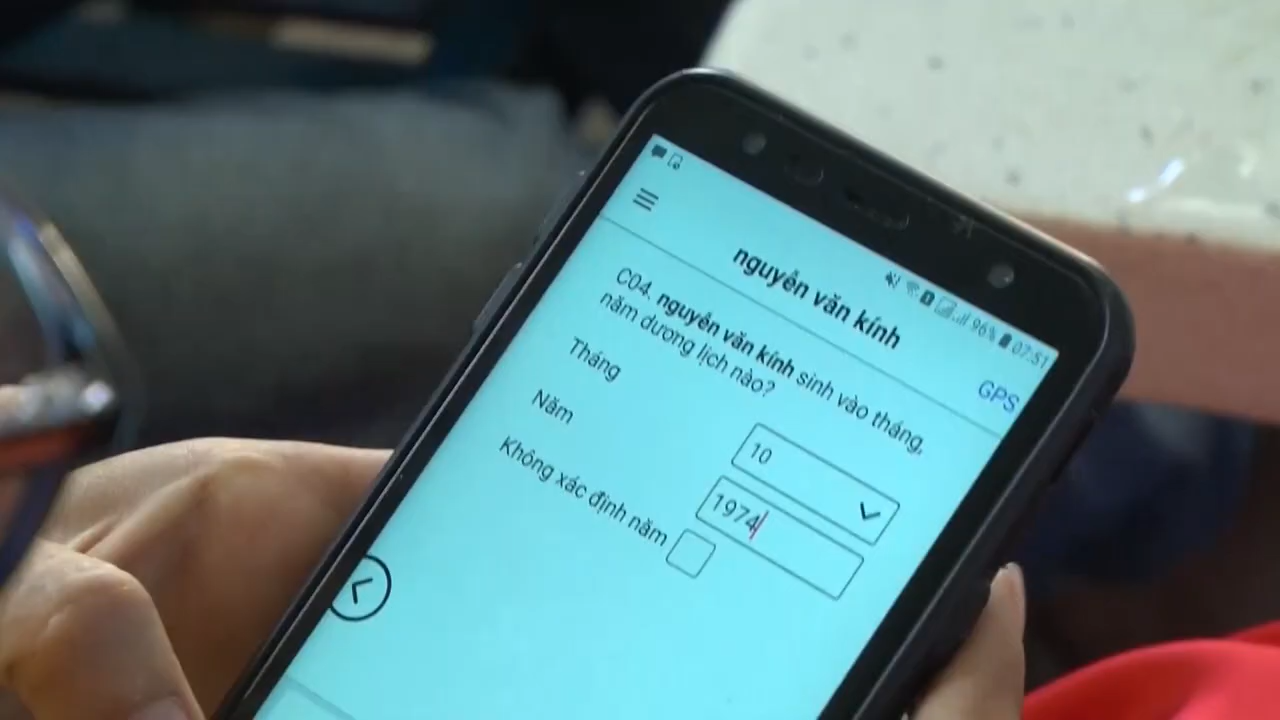 96% 07:51
nguyễn văn kính
GPS
C04. nguyễn văn kính sinh vào tháng,
năm dương lịch nào?
Tháng
10
Năm
1974
Không xác định năm